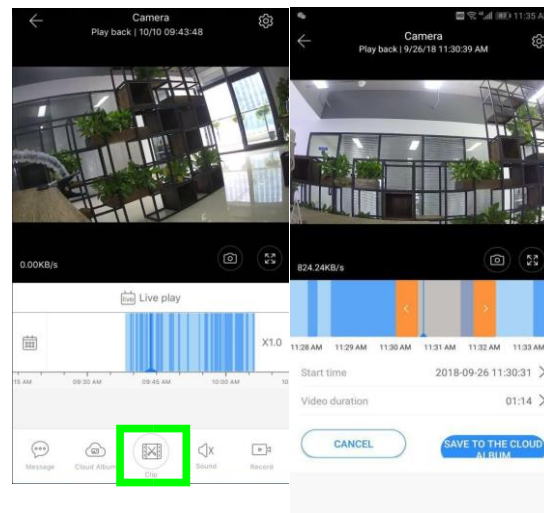 Camera
Play back | 10/10 09:43:48
0.00KB/s
Live Live play
X1.0
09:30 AM 09:45 AM 10:00 AM
Message Cloud Album Clip Sound Record
11:35 A
Camera
Play back | 9/26/18 11:30:39 AM
824.24KB/s
11:28 AM 11:29 AM 11:30 AM 11:31 AM 11:32 AM 11:33 AM
Start time 2018-09-26 11:30:31
Video duration 01:14
CANCEL
SAVE TO THE CLOUD
ALBUM